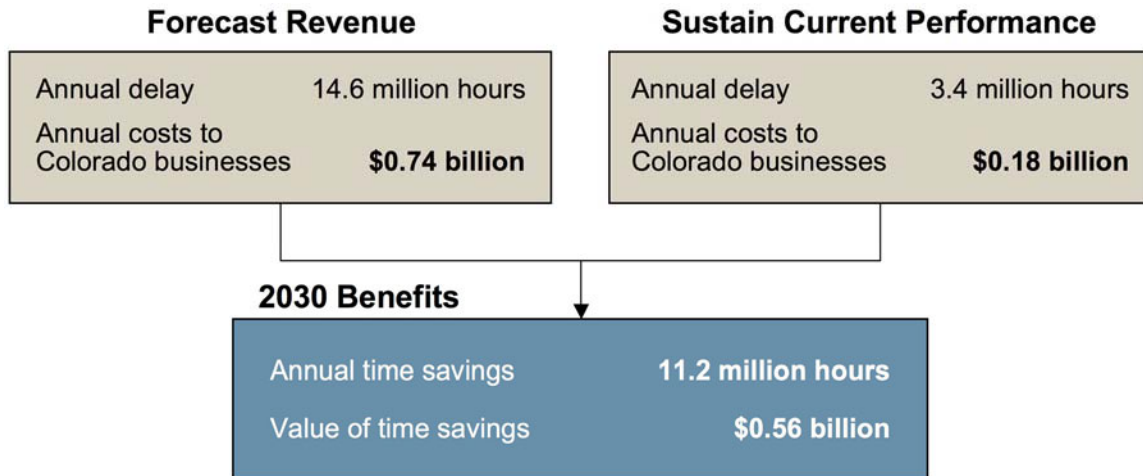 Forecast Revenue
Annual delay 14.6 million hours
Annual costs to
Colorado businesses $0.74 billion
Sustain Current Performance
Annual delay 3.4 million hours
Annual costs to
Colorado businesses $0.18 billion
2030 Benefits
Annual time savings 11.2 million hours
Value of time savings $0.56 billion